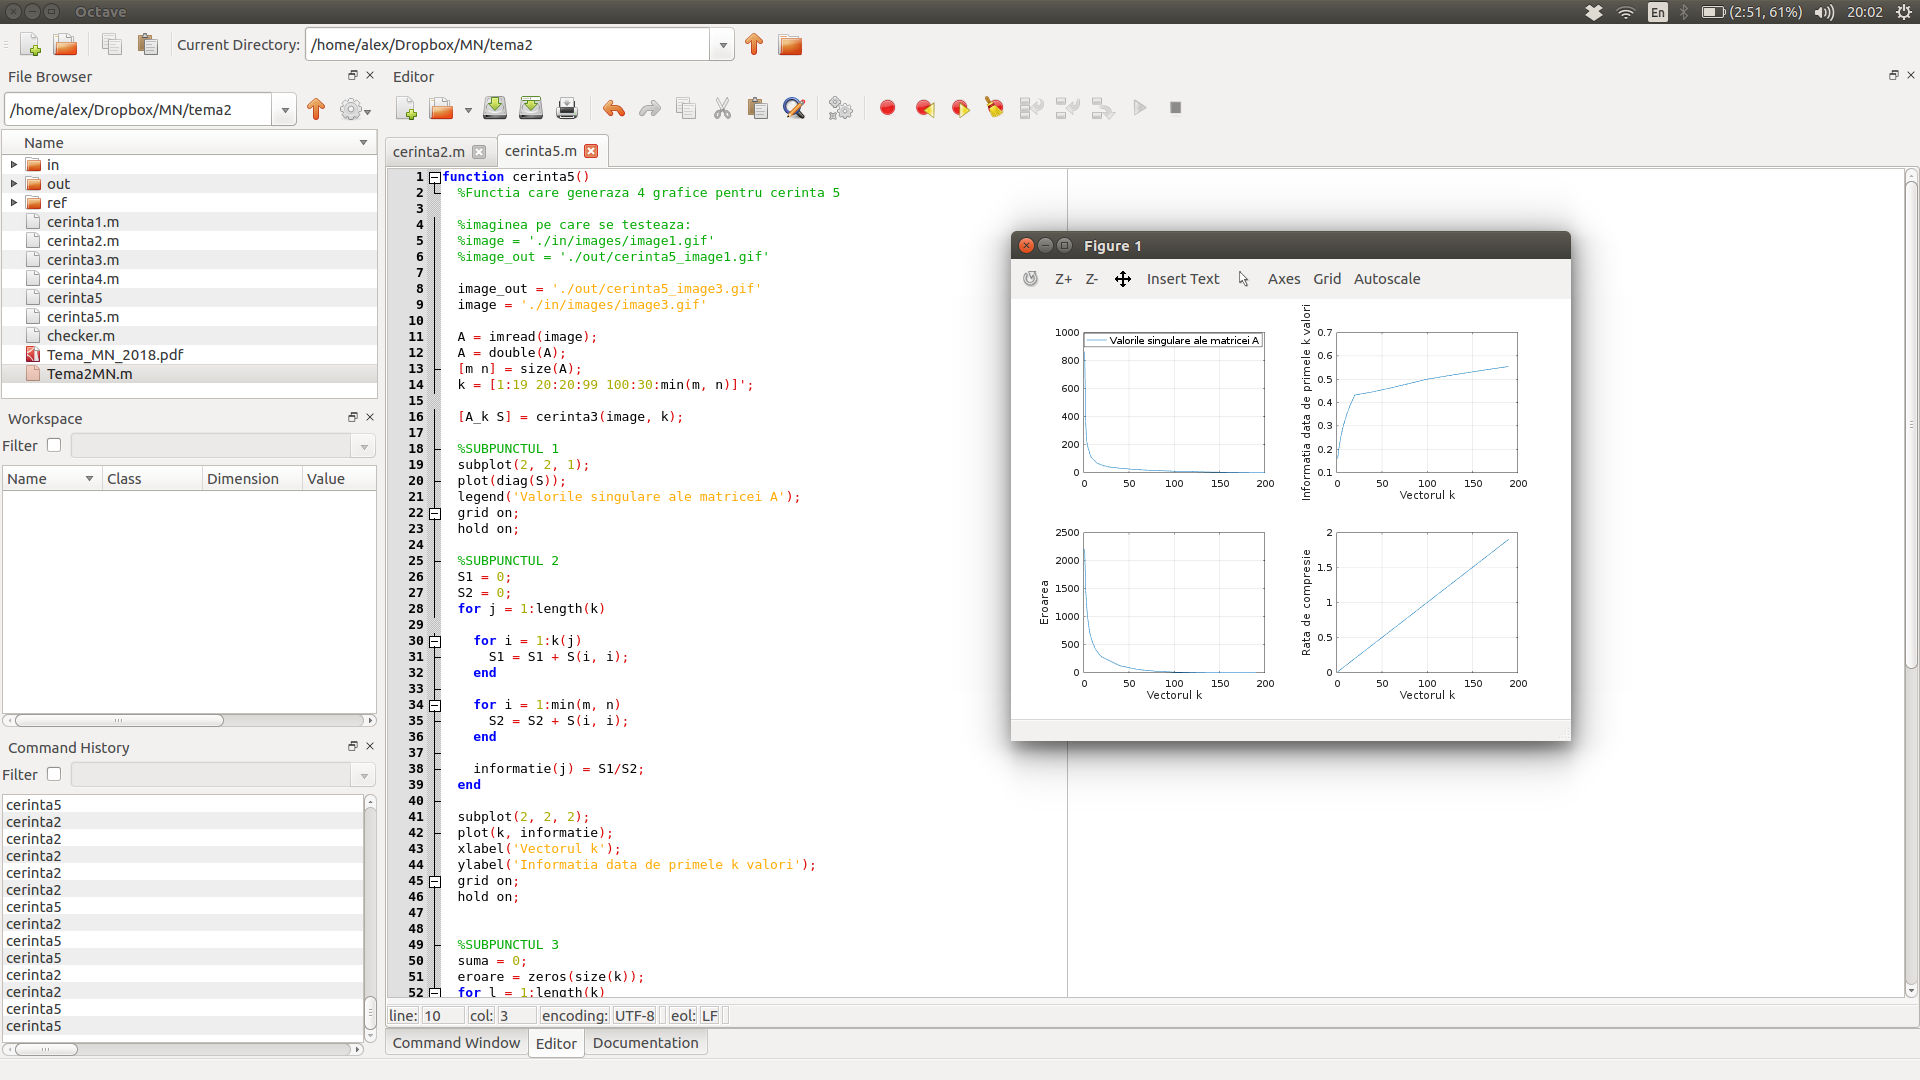 Octave
En
(2:51, 61%)
20:02
Current Directory:
/home/alex/Dropbox/MN/tema2
File Browser
/home/alex/Dropbox/MN/tema2
Name
in
out
ref
cerinta1.m
cerinta2.m
cerinta3.m
cerinta4.m
cerinta5
cerinta5.m
checker.m
Tema_MN_2018.pdf
Tema2MN.m
Workspace
Filter
Name Class Dimension Value
Command History
Filter
cerinta5
cerinta2
cerinta2
cerinta2
cerinta2
cerinta2
cerinta5
cerinta2
cerinta5
cerinta5
cerinta2
cerinta2
cerinta5
cerinta5
Editor
cerinta2.m
cerinta5.m
1 function cerinta5()
2 %Functia care generaza 4 grafice pentru cerinta 5
3
4 %imaginea pe care se testeaza:
5 %image = './in/images/image1.gif'
6 %image_out = './out/cerinta5_image1.gif'
7
8 image_out = './out/cerinta5_image3.gif'
9 image = './in/images/image3.gif'
10
11 A = imread(image);
12 A = double(A);
13 [m n] = size(A);
14 k = [1:19 20:20:99 100:30:min(m, n)]';
15
16 [A_k S] = cerinta3(image, k);
17
18 %SUBPUNCTUL 1
19 subplot(2, 2, 1);
20 plot(diag(S));
21 legend('Valorile singulare ale matricei A');
22 grid on;
23 hold on;
24
25 %SUBPUNCTUL 2
26 S1 = 0;
27 S2 = 0;
28 for j = 1:length(k)
29
30 for i = 1:k(j)
31 S1 = S1 + S(i, i);
32 end
33
34 for i = 1:min(m, n)
35 S2 = S2 + S(i, i);
36 end
37
38 informatie(j) = S1/S2;
39 end
40
41 subplot(2, 2, 2);
42 plot(k, informatie);
43 xlabel('Vectorul k');
44 ylabel('Informatia data de primele k valori');
45 grid on;
46 hold on;
47
48
49 %SUBPUNCTUL 3
50 suma = 0;
51 eroare = zeros(size(k));
52 for l = 1:length(k)
line: 10 col: 3 encoding: UTF-8 eol: LF
Command Window
Editor
Documentation
Figure 1
Z+ Z- Insert Text Axes Grid Autoscale
Valorile singulare ale matricei A
1000
800
600
400
200
0
0 50 100 150 200
Informatia data de primele k valori
0.7
0.6
0.5
0.4
0.3
0.2
0.1
0 50 100 150 200
Vectorul k
Eroarea
2500
2000
1500
1000
500
0
0 50 100 150 200
Vectorul k
Rata de compresie
2
1.5
1
0.5
0
0 50 100 150 200
Vectorul k